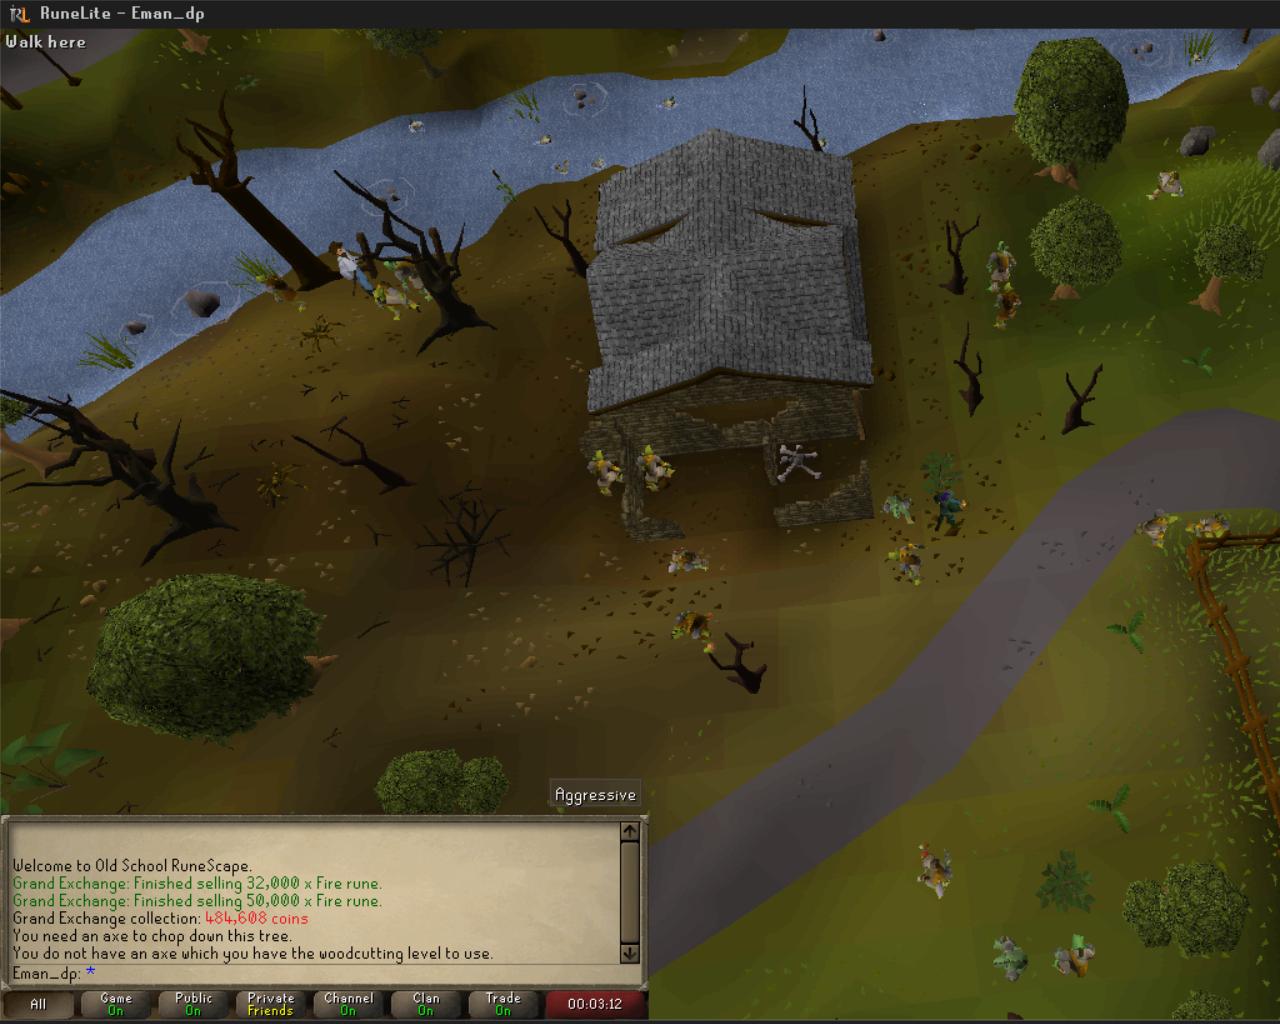 RuneLite - Eman_dp
Walk here
Aggressive
Welcome to Old School RuneScape.
Grand Exchange: Finished selling 32,000 x Fire rune.
Grand Exchange: Finished selling 50,000 x Fire rune.
Grand Exchange collection: 484,608 coins
You need an axe to chop down this tree.
You do not have an axe which you have the woodcutting level to use.
Eman_dp: *
All
Game
On
Public
On
Private
Friends
Channel
On
Clan
On
Trade
On
00:03:12